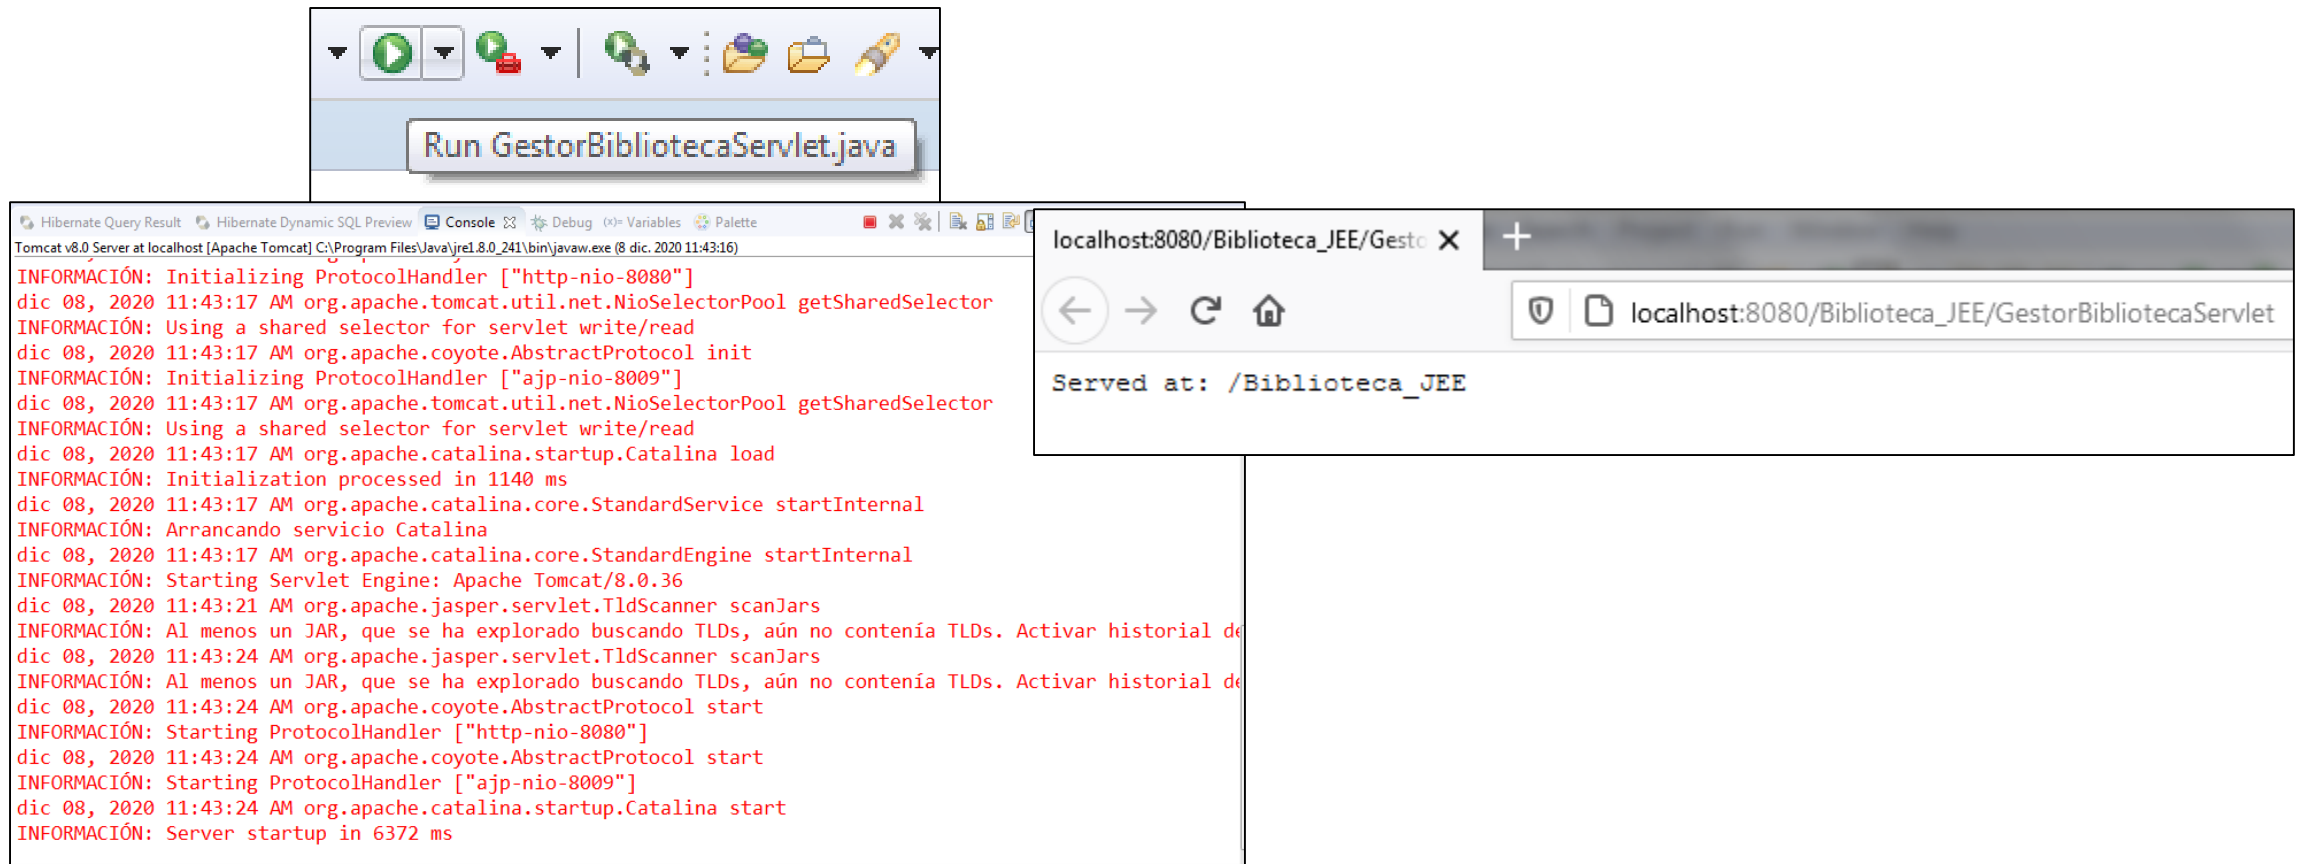 Run GestorBibliotecaServlet.java
Hibernate Query Result Hibernate Dynamic SQL Preview Console Debug (x)= Variables Palette
Tomcat v8.0 Server at localhost [Apache Tomcat] C:\Program Files\Java\jre1.8.0_241\bin\javaw.exe (8 dic. 2020 11:43:16)
INFORMACIÓN: Initializing ProtocolHandler ["http-nio-8080"]
dic 08, 2020 11:43:17 AM org.apache.tomcat.util.net.NioSelectorPool getSharedSelector
INFORMACIÓN: Using a shared selector for servlet write/read
dic 08, 2020 11:43:17 AM org.apache.coyote.AbstractProtocol init
INFORMACIÓN: Initializing ProtocolHandler ["ajp-nio-8009"]
dic 08, 2020 11:43:17 AM org.apache.tomcat.util.net.NioSelectorPool getSharedSelector
INFORMACIÓN: Using a shared selector for servlet write/read
dic 08, 2020 11:43:17 AM org.apache.catalina.startup.Catalina load
INFORMACIÓN: Initialization processed in 1140 ms
dic 08, 2020 11:43:17 AM org.apache.catalina.core.StandardService startInternal
INFORMACIÓN: Arrancando servicio Catalina
dic 08, 2020 11:43:17 AM org.apache.catalina.core.StandardEngine startInternal
INFORMACIÓN: Starting Servlet Engine: Apache Tomcat/8.0.36
dic 08, 2020 11:43:21 AM org.apache.jasper.servlet.TldScanner scanJars
INFORMACIÓN: Al menos un JAR, que se ha explorado buscando TLDs, aún no contenía TLDs. Activar historial de
dic 08, 2020 11:43:24 AM org.apache.jasper.servlet.TldScanner scanJars
INFORMACIÓN: Al menos un JAR, que se ha explorado buscando TLDs, aún no contenía TLDs. Activar historial de
dic 08, 2020 11:43:24 AM org.apache.coyote.AbstractProtocol start
INFORMACIÓN: Starting ProtocolHandler ["http-nio-8080"]
dic 08, 2020 11:43:24 AM org.apache.coyote.AbstractProtocol start
INFORMACIÓN: Starting ProtocolHandler ["ajp-nio-8009"]
dic 08, 2020 11:43:24 AM org.apache.catalina.startup.Catalina start
INFORMACIÓN: Server startup in 6372 ms
localhost:8080/Biblioteca_JEE/Gesto
localhost:8080/Biblioteca_JEE/GestorBibliotecaServlet
Served at: /Biblioteca_JEE